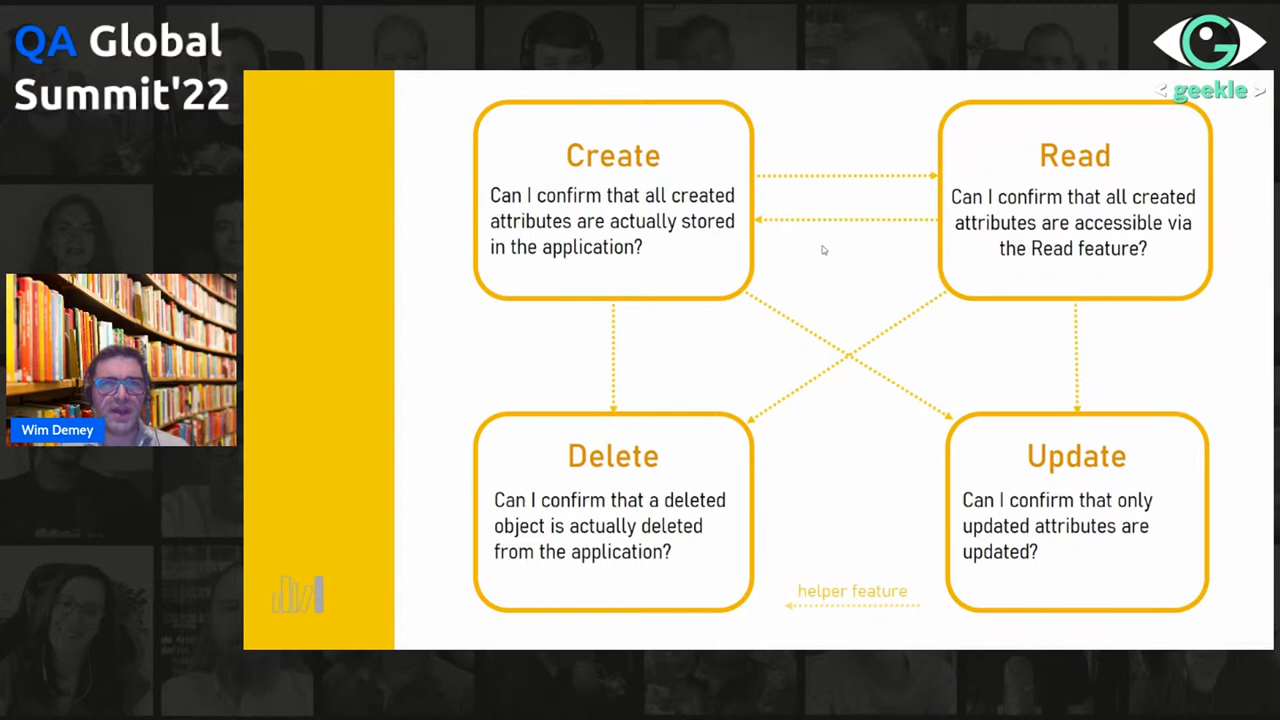 QA Global
Summit'22
< geekle >
Create
Can I confirm that all created
attributes are actually stored
in the application?
Read
Can I confirm that all created
attributes are accessible via
the Read feature?
Wim Demey
Delete
Can I confirm that a deleted
object is actually deleted
from the application?
Update
Can I confirm that only
updated attributes are
updated?
helper feature